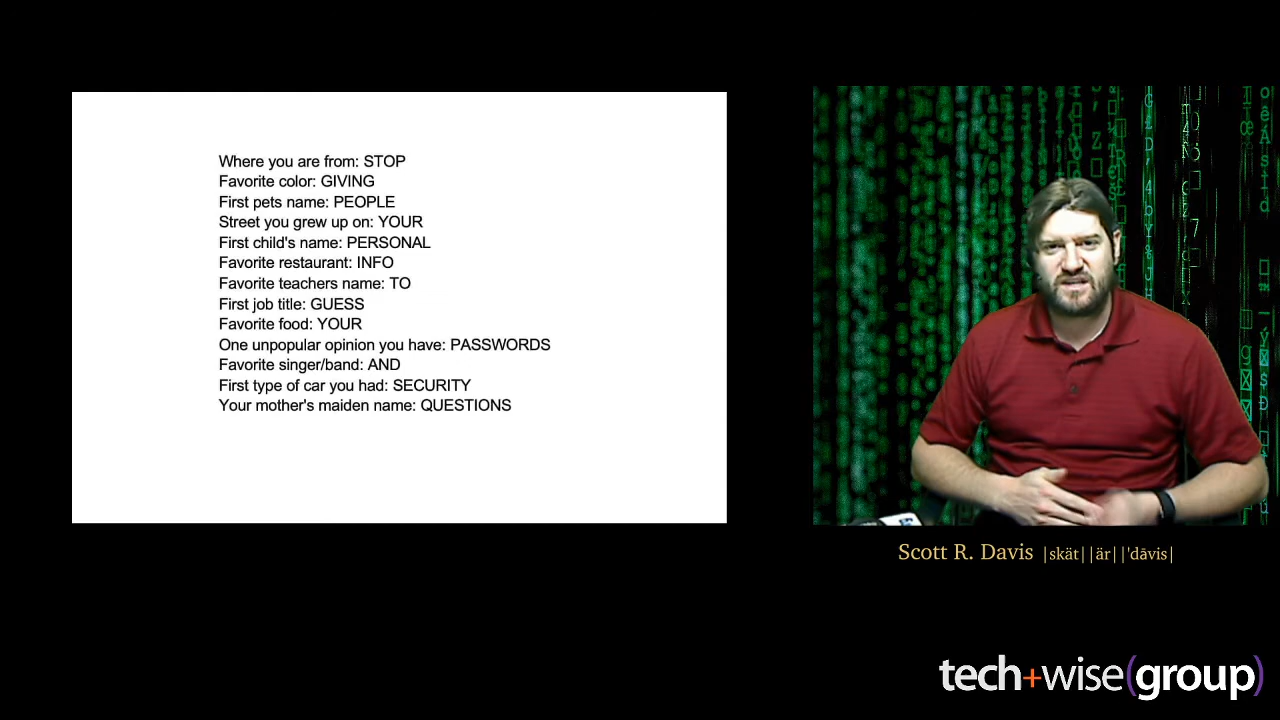 Where you are from: STOP
Favorite color: GIVING
First pets name: PEOPLE
Street you grew up on: YOUR
First child's name: PERSONAL
Favorite restaurant: INFO
Favorite teachers name: TO
First job title: GUESS
Favorite food: YOUR
One unpopular opinion you have: PASSWORDS
Favorite singer/band: AND
First type of car you had: SECURITY
Your mother's maiden name: QUESTIONS
Scott R. Davis |skät||är||'dāvis|
tech+wise(group)